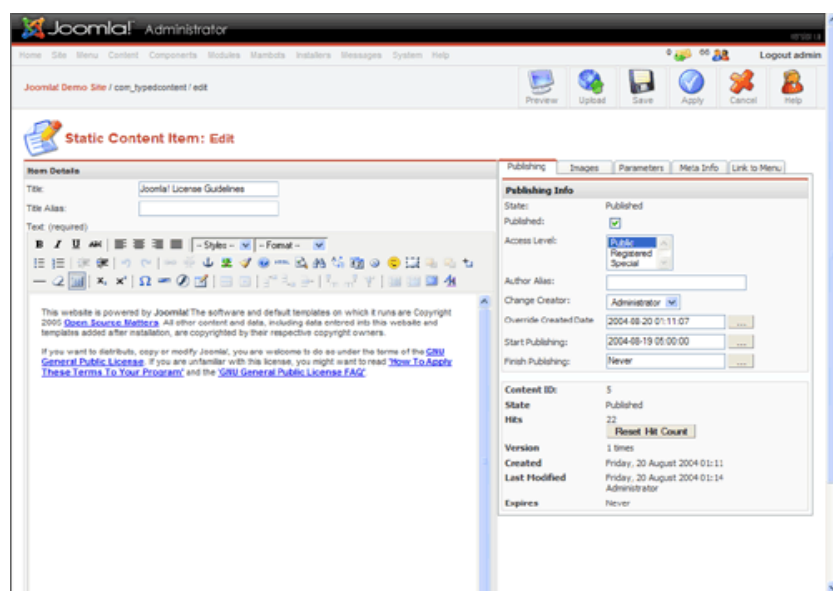 Joomla! Administrator
Home Site Menu Content Components Modules Mambots Installers Messages System Help
Logout admin
Joomla! Demo Site / com_typedcontent / edit
Preview Upload Save Apply Cancel Help
Static Content Item: Edit
Item Details
Title: Joomla! License Guidelines
Title Alias:
Text: (required)
B I U ABC -- Styles -- -- Format --
This website is powered by Joomla! The software and default templates on which it runs are Copyright
2005 Open Source Matters. All other content and data, including data entered into this website and
templates added after installation, are copyrighted by their respective copyright owners.
If you want to distribute, copy or modify Joomla!, you are welcome to do so under the terms of the GNU
General Public License. If you are unfamiliar with this license, you might want to read 'How To Apply
These Terms To Your Program' and the 'GNU General Public License FAQ'.
Publishing Images Parameters Meta Info Link to Menu
Publishing Info
State: Published
Published:
Access Level: Public
Registered
Special
Author Alias:
Change Creator: Administrator
Override Created Date 2004-08-20 01:11:07 ...
Start Publishing: 2004-08-19 05:00:00 ...
Finish Publishing: Never ...
Content ID: 5
State Published
Hits 22
Reset Hit Count
Version 1 times
Created Friday, 20 August 2004 01:11
Last Modified Friday, 20 August 2004 01:14
Administrator
Expires Never